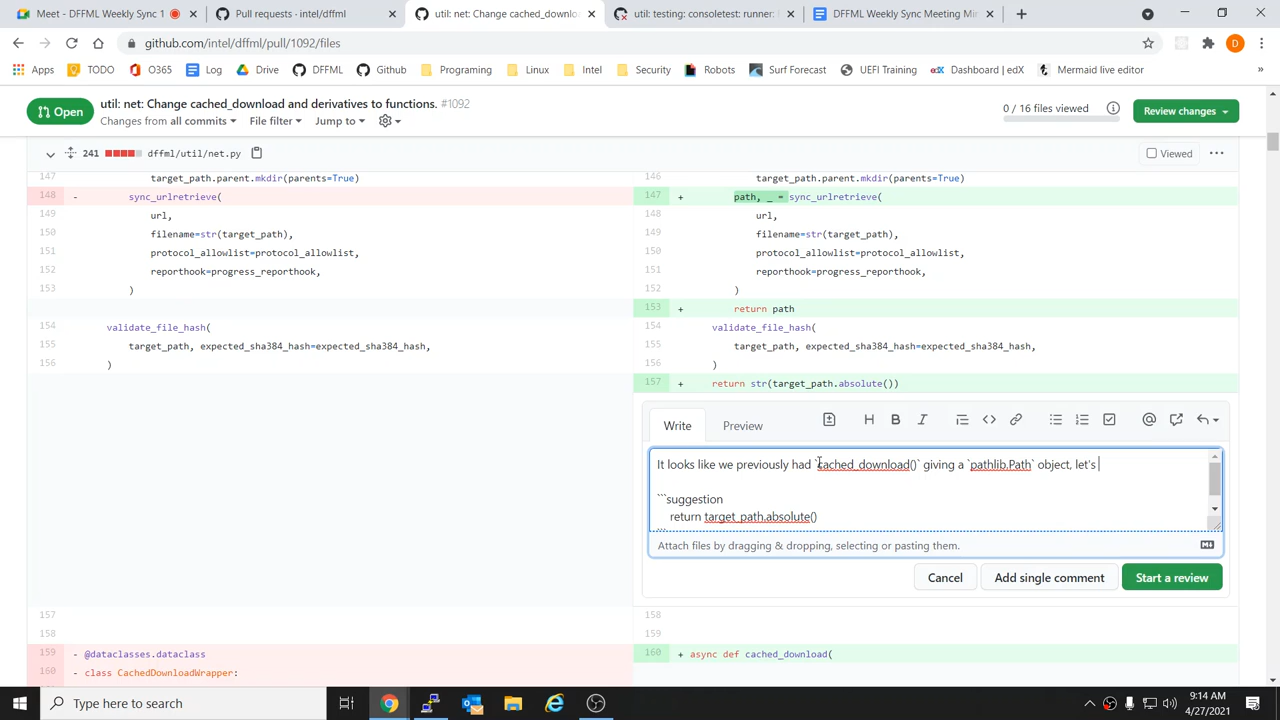 Meet - DFFML Weekly Sync 1
Pull requests · intel/dffml
util: net: Change cached_downlo
util: testing: consoletest: runner: f
DFFML Weekly Sync Meeting Mi
github.com/intel/dffml/pull/1092/files
Apps
TODO
O365
Log
Drive
DFFML
Github
Programing
Linux
Intel
Security
Robots
Surf Forecast
UEFI Training
Dashboard | edX
Mermaid live editor
»
Open
util: net: Change cached_download and derivatives to functions. #1092
Changes from all commits
File filter
Jump to
0 / 16 files viewed
Review changes
241
dffml/util/net.py
Viewed
147 target_path.parent.mkdir(parents=True)
148 - sync_urlretrieve(
149 url,
150 filename=str(target_path),
151 protocol_allowlist=protocol_allowlist,
152 reporthook=progress_reporthook,
153 )
154 validate_file_hash(
155 target_path, expected_sha384_hash=expected_sha384_hash,
156 )
146 target_path.parent.mkdir(parents=True)
147 + path, _ = sync_urlretrieve(
148 url,
149 filename=str(target_path),
150 protocol_allowlist=protocol_allowlist,
151 reporthook=progress_reporthook,
152 )
153 + return path
154 validate_file_hash(
155 target_path, expected_sha384_hash=expected_sha384_hash,
156 )
157 + return str(target_path.absolute())
Write
Preview
It looks like we previously had `cached_download()` giving a `pathlib.Path` object, let's
```suggestion
return target_path.absolute()
Attach files by dragging & dropping, selecting or pasting them.
Cancel
Add single comment
Start a review
157
158
159 - @dataclasses.dataclass
160 - class CachedDownloadWrapper:
158
159
160 + async def cached_download(
Type here to search
9:14 AM
4/27/2021